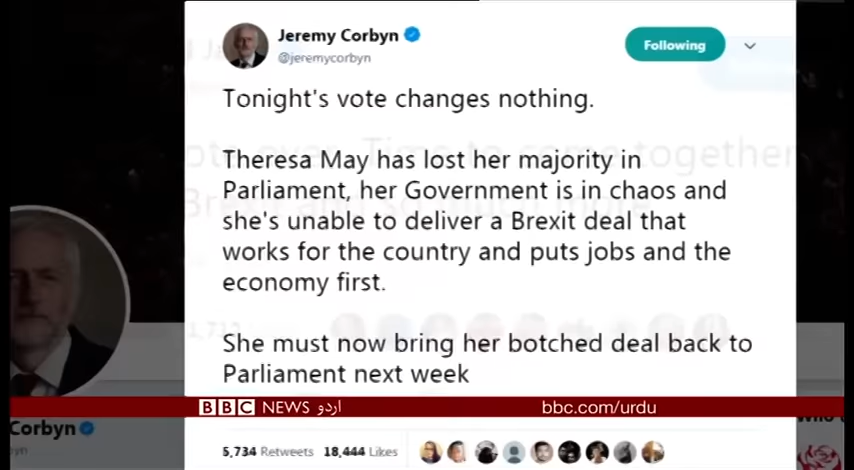 Jeremy Corbyn
@jeremycorbyn
Following
Tonight's vote changes nothing.
Theresa May has lost her majority in
Parliament, her Government is in chaos and
she's unable to deliver a Brexit deal that
works for the country and puts jobs and the
economy first.
She must now bring her botched deal back to
Parliament next week
BBC NEWS اردو
bbc.com/urdu
Corbyn
5,734 Retweets 18,444 Likes